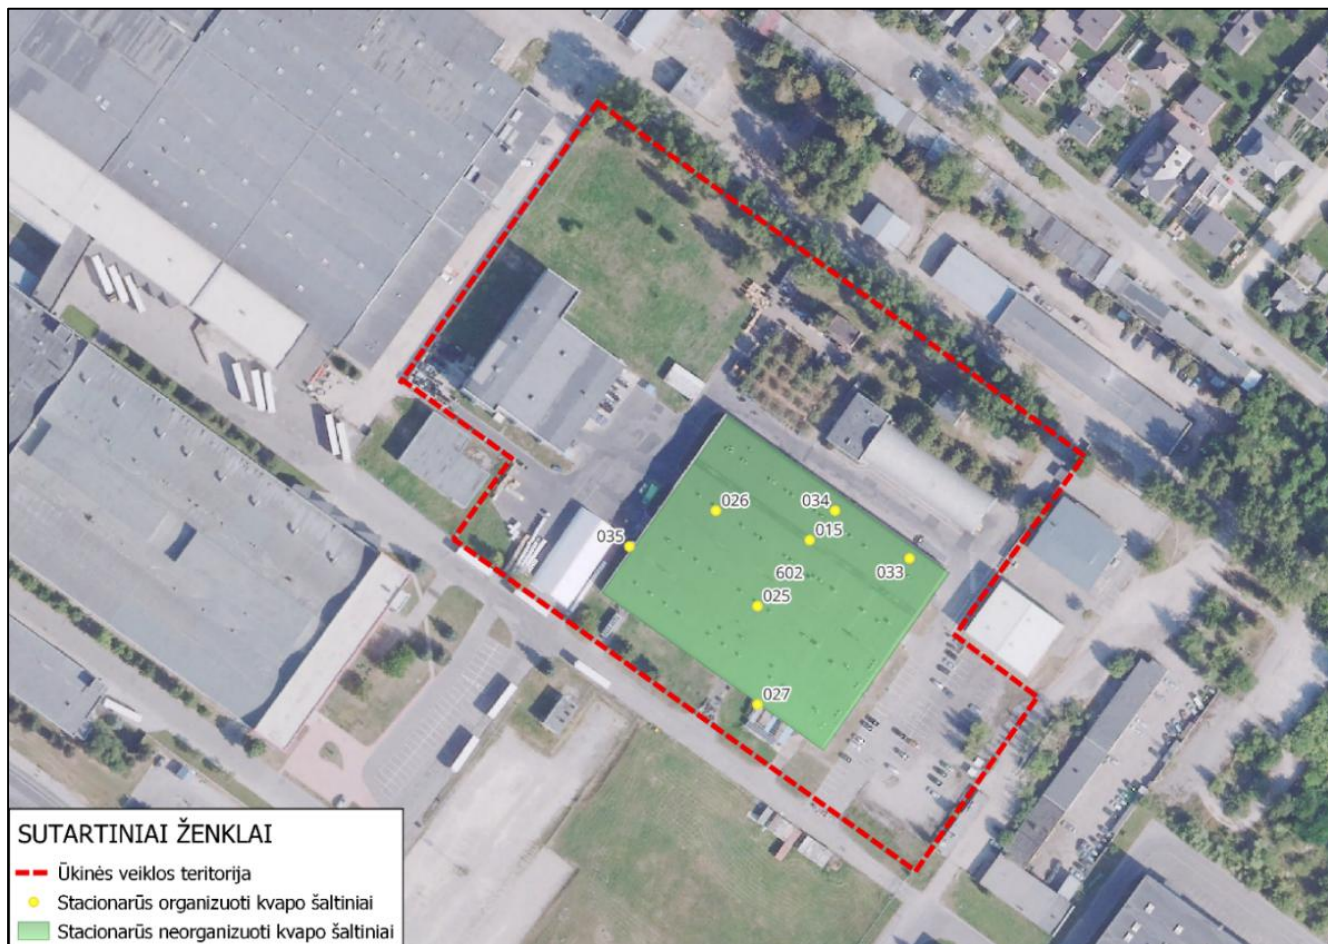 026
034
015
035
033
602
025
027
SUTARTINIAI ŽENKLAI
Ūkinės veiklos teritorija
Stacionarūs organizuoti kvapo šaltiniai
Stacionarūs neorganizuoti kvapo šaltiniai